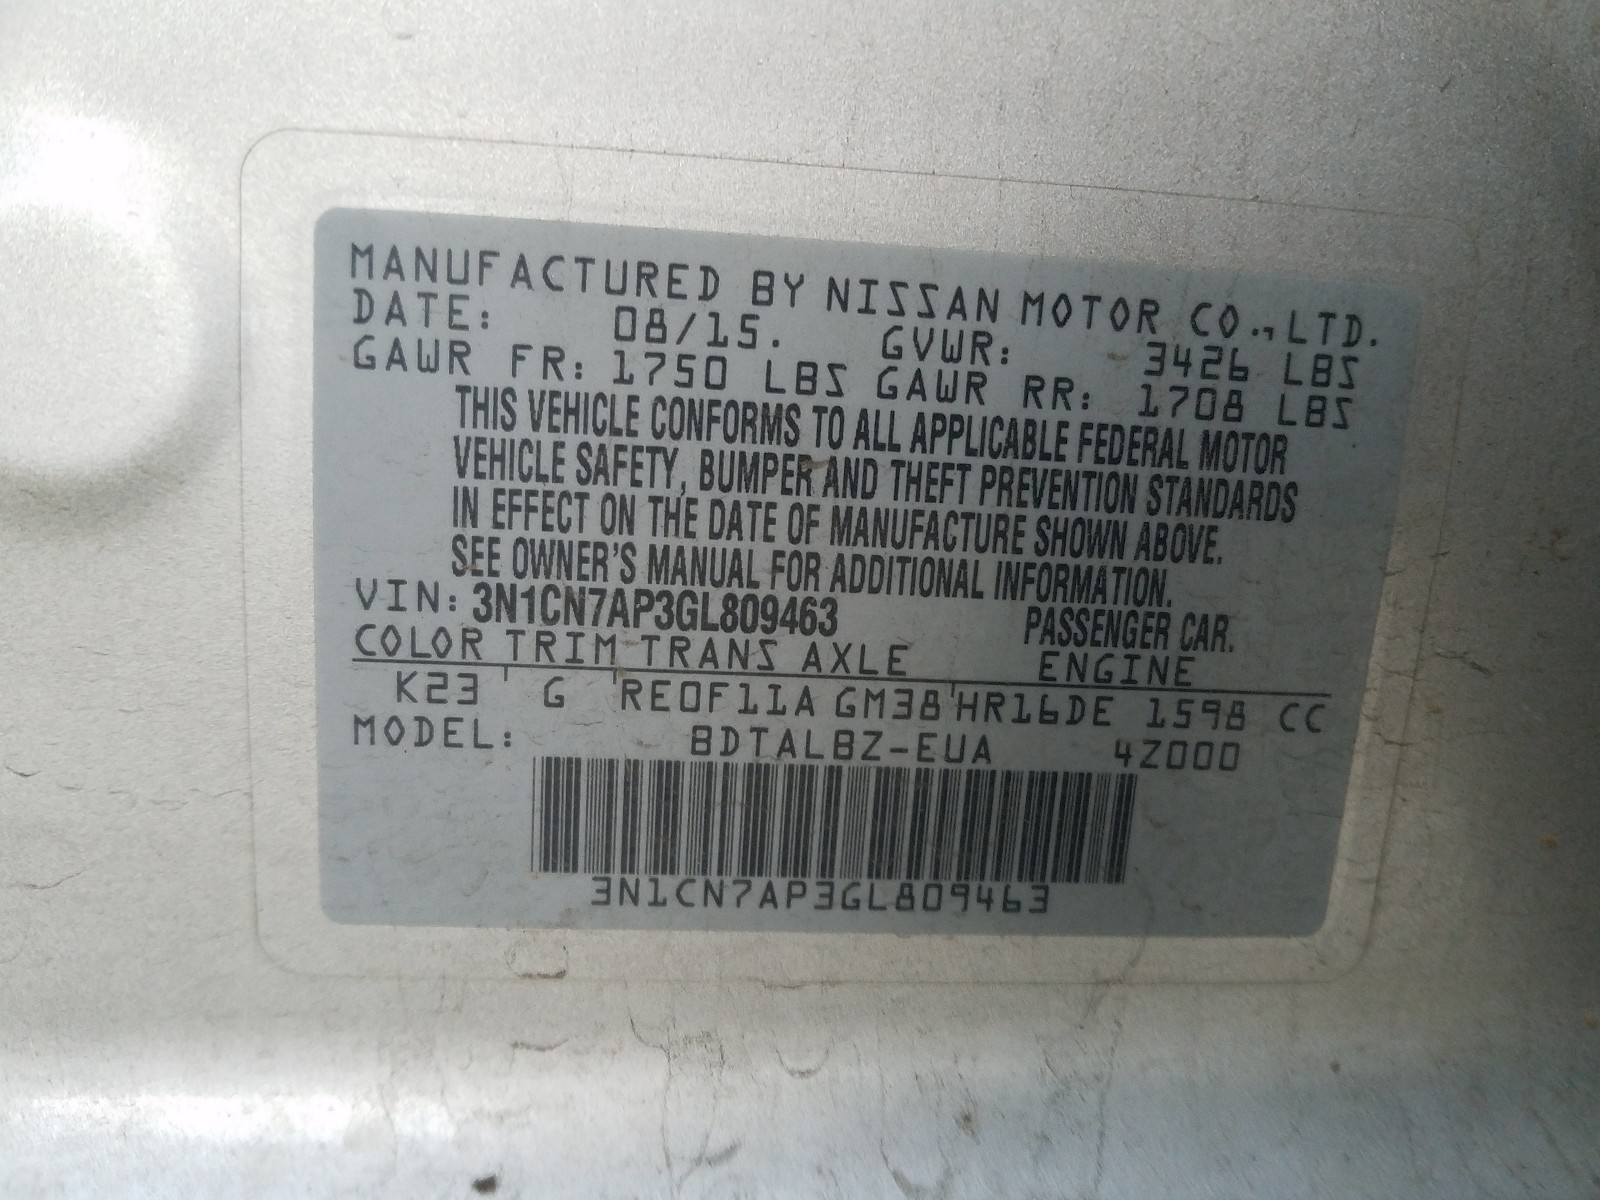 MANUFACTURED BY NISSAN MOTOR CO., LTD.
DATE: 08/15. GVWR: 3426 LBS
GAWR FR: 1750 LBS GAWR RR: 1708 LBS
THIS VEHICLE CONFORMS TO ALL APPLICABLE FEDERAL MOTOR
VEHICLE SAFETY, BUMPER AND THEFT PREVENTION STANDARDS
IN EFFECT ON THE DATE OF MANUFACTURE SHOWN ABOVE.
SEE OWNER'S MANUAL FOR ADDITIONAL INFORMATION.
VIN: 3N1CN7AP3GL809463 PASSENGER CAR.
COLOR TRIM TRANS AXLE ENGINE
K23 G RE0F11A GM38 HR16DE 1598 CC
MODEL: BDTALBZ-EUA 4Z000
3N1CN7AP3GL809463